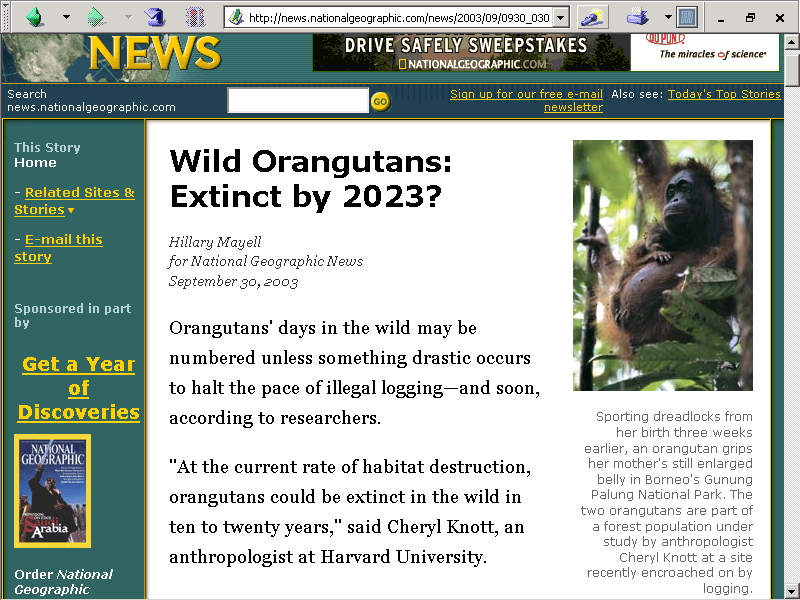 http://news.nationalgeographic.com/news/2003/09/0930_030
NEWS
DRIVE SAFELY SWEEPSTAKES
NATIONALGEOGRAPHIC.COM
DU PONT
The miracles of science®
Search
news.nationalgeographic.com
GO
Sign up for our free e-mail
newsletter
Also see: Today's Top Stories
This Story
Home
- Related Sites &
Stories
- E-mail this
story
Sponsored in part
by
Get a Year
of
Discoveries
NATIONAL
GEOGRAPHIC
Saudi
Arabia
Order National
Geographic
Wild Orangutans:
Extinct by 2023?
Hillary Mayell
for National Geographic News
September 30, 2003
Orangutans' days in the wild may be
numbered unless something drastic occurs
to halt the pace of illegal logging—and soon,
according to researchers.
"At the current rate of habitat destruction,
orangutans could be extinct in the wild in
ten to twenty years," said Cheryl Knott, an
anthropologist at Harvard University.
Sporting dreadlocks from
her birth three weeks
earlier, an orangutan grips
her mother's still enlarged
belly in Borneo's Gunung
Palung National Park. The
two orangutans are part of
a forest population under
study by anthropologist
Cheryl Knott at a site
recently encroached on by
logging.